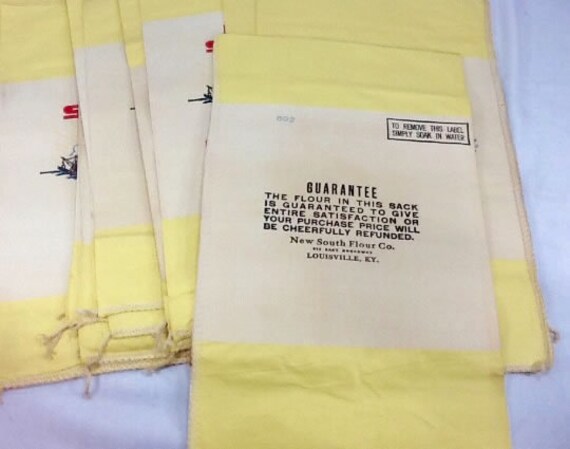 802
TO REMOVE THIS LABEL
SIMPLY SOAK IN WATER
GUARANTEE
THE FLOUR IN THIS SACK
IS GUARANTEED TO GIVE
ENTIRE SATISFACTION OR
YOUR PURCHASE PRICE WILL
BE CHEERFULLY REFUNDED.
New South Flour Co.
LOUISVILLE, KY.